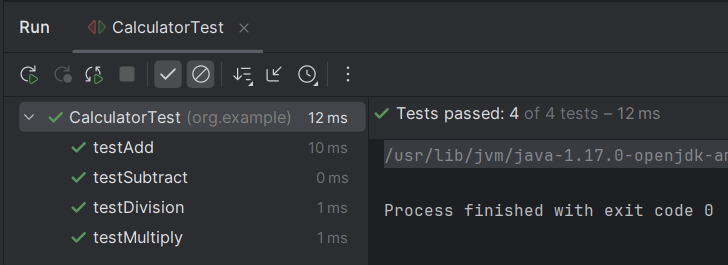 Run CalculatorTest
CalculatorTest (org.example) 12 ms
testAdd 10 ms
testSubtract 0 ms
testDivision 1 ms
testMultiply 1 ms
Tests passed: 4 of 4 tests – 12 ms
/usr/lib/jvm/java-1.17.0-openjdk-am
Process finished with exit code 0